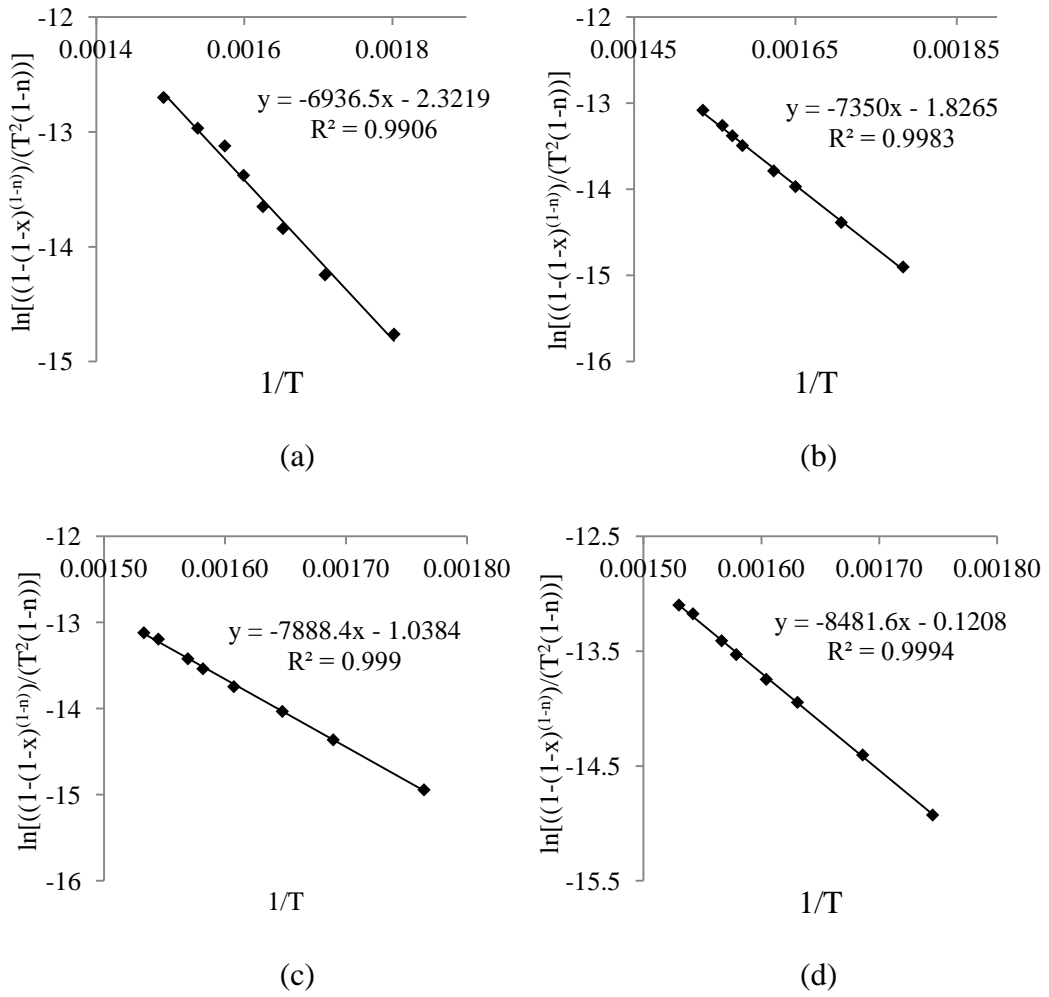 -12
0.0014 0.0016 0.0018
-13
-14
-15
ln[((1-(1-x)⁽¹⁻ⁿ⁾)/(T²(1-n))]
y = -6936.5x - 2.3219
R² = 0.9906
1/T
(a)
-12
0.00145 0.00165 0.00185
-13
-14
-15
-16
ln[((1-(1-x)⁽¹⁻ⁿ⁾)/(T²(1-n))]
y = -7350x - 1.8265
R² = 0.9983
1/T
(b)
-12
0.00150 0.00160 0.00170 0.00180
-13
-14
-15
-16
ln[((1-(1-x)⁽¹⁻ⁿ⁾)/(T²(1-n))]
y = -7888.4x - 1.0384
R² = 0.999
1/T
(c)
-12.5
0.00150 0.00160 0.00170 0.00180
-13.5
-14.5
-15.5
ln[((1-(1-x)⁽¹⁻ⁿ⁾)/(T²(1-n))]
y = -8481.6x - 0.1208
R² = 0.9994
1/T
(d)